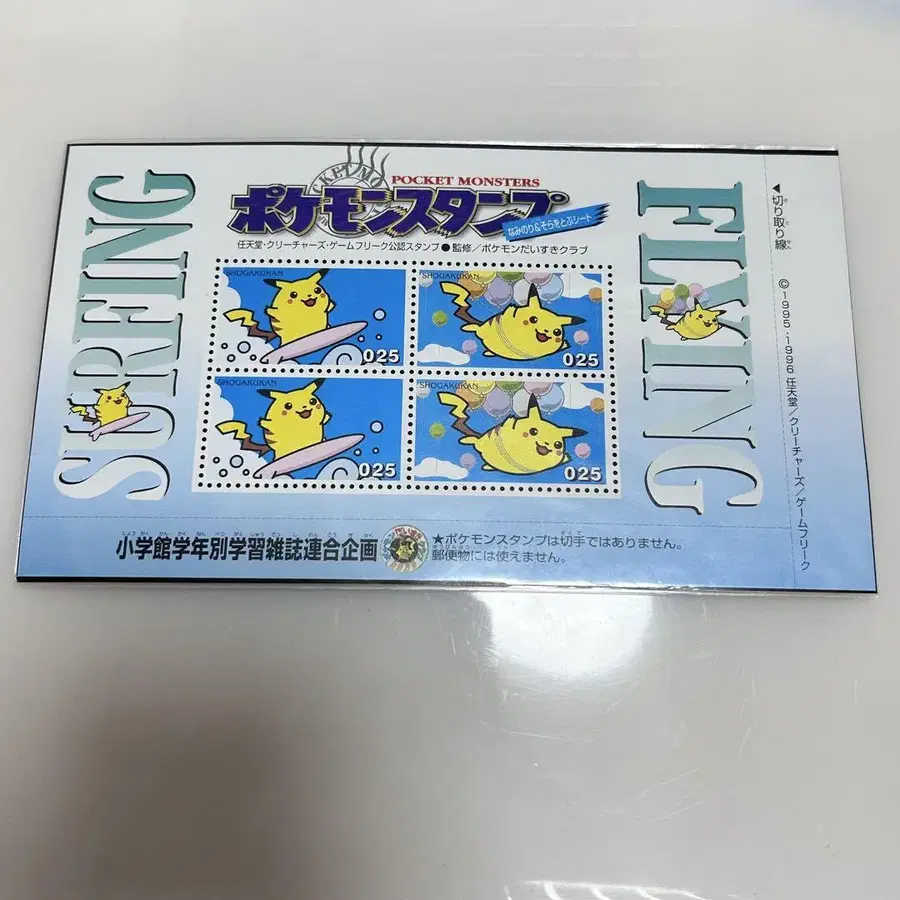 SURFING
POCKET MONSTERS
ポケモンスタンプ
なみのり&そらをとぶシート
任天堂・クリーチャーズ・ゲームフリーク公認スタンプ●監修/ポケモンだいすきクラブ
SHOGAKUKAN
025
SHOGAKUKAN
025
SHOGAKUKAN
025
SHOGAKUKAN
025
FLYING
◀切り取り線
©1995・1996 任天堂/クリーチャーズ/ゲームフリーク
小学館学年別学習雑誌連合企画
★ポケモンスタンプは切手ではありません。
郵便物には使えません。